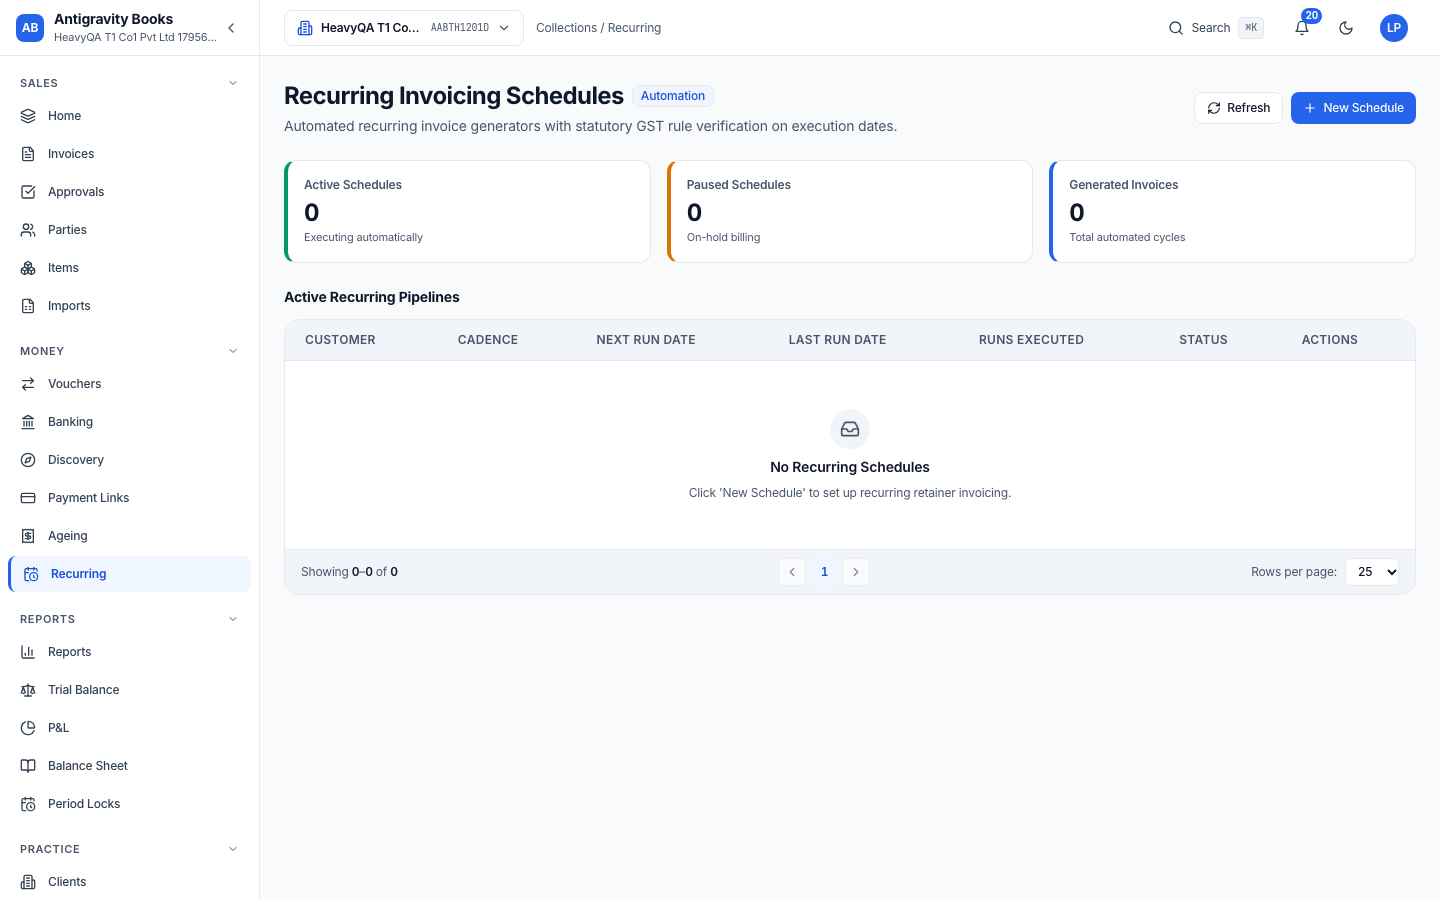 AB
Antigravity Books
HeavyQA T1 Co1 Pvt Ltd 17956...
SALES
Home
Invoices
Approvals
Parties
Items
Imports
MONEY
Vouchers
Banking
Discovery
Payment Links
Ageing
Recurring
REPORTS
Reports
Trial Balance
P&L
Balance Sheet
Period Locks
PRACTICE
Clients
HeavyQA T1 Co... AABTH1201D
Collections / Recurring
Search ⌘K
20
LP
Recurring Invoicing Schedules Automation
Automated recurring invoice generators with statutory GST rule verification on execution dates.
Refresh
New Schedule
Active Schedules
0
Executing automatically
Paused Schedules
0
On-hold billing
Generated Invoices
0
Total automated cycles
Active Recurring Pipelines
CUSTOMER CADENCE NEXT RUN DATE LAST RUN DATE RUNS EXECUTED STATUS ACTIONS
No Recurring Schedules
Click 'New Schedule' to set up recurring retainer invoicing.
Showing 0–0 of 0
1
Rows per page: 25